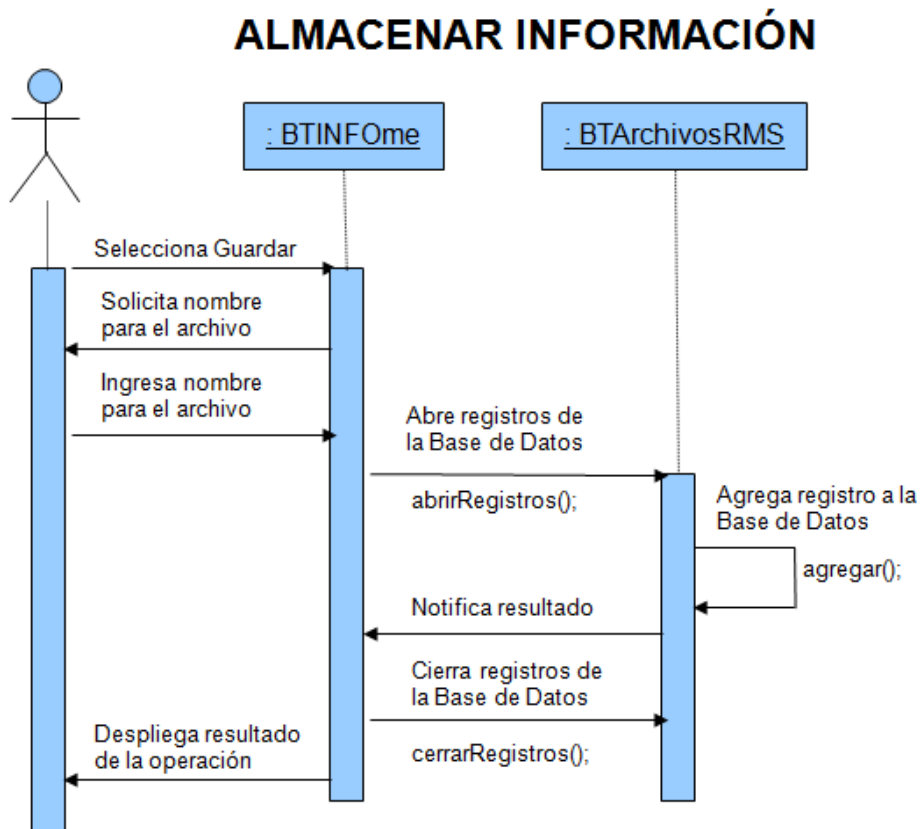 ALMACENAR INFORMACIÓN
: BTINFOme
: BTArchivosRMS
Selecciona Guardar
Solicita nombre
para el archivo
Ingresa nombre
para el archivo
Abre registros de
la Base de Datos
abrirRegistros();
Agrega registro a la
Base de Datos
agregar();
Notifica resultado
Cierra registros de
la Base de Datos
cerrarRegistros();
Despliega resultado
de la operación